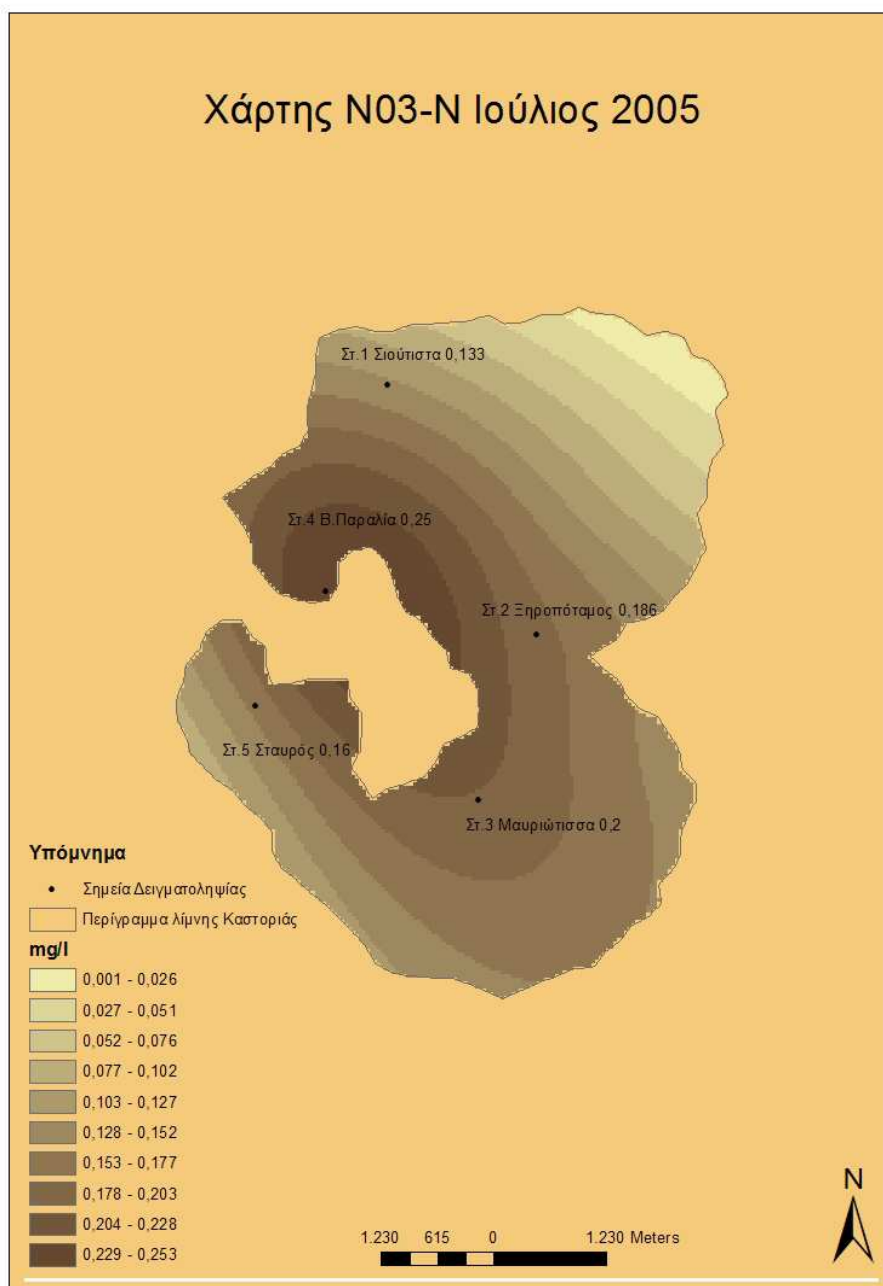 Χάρτης N03-N Ιούλιος 2005
Στ.1 Σιούτιστα 0,133
Στ.4 Β.Παραλία 0,25
Στ.2 Ξηροπόταμος 0,186
Στ.5 Σταυρός 0,16
Στ.3 Μαυριώτισσα 0,2
Υπόμνημα
Σημεία Δειγματοληψίας
Περίγραμμα λίμνης Καστοριάς
mg/l
0,001 - 0,026
0,027 - 0,051
0,052 - 0,076
0,077 - 0,102
0,103 - 0,127
0,128 - 0,152
0,153 - 0,177
0,178 - 0,203
0,204 - 0,228
0,229 - 0,253
1.230 615 0 1.230 Meters
N